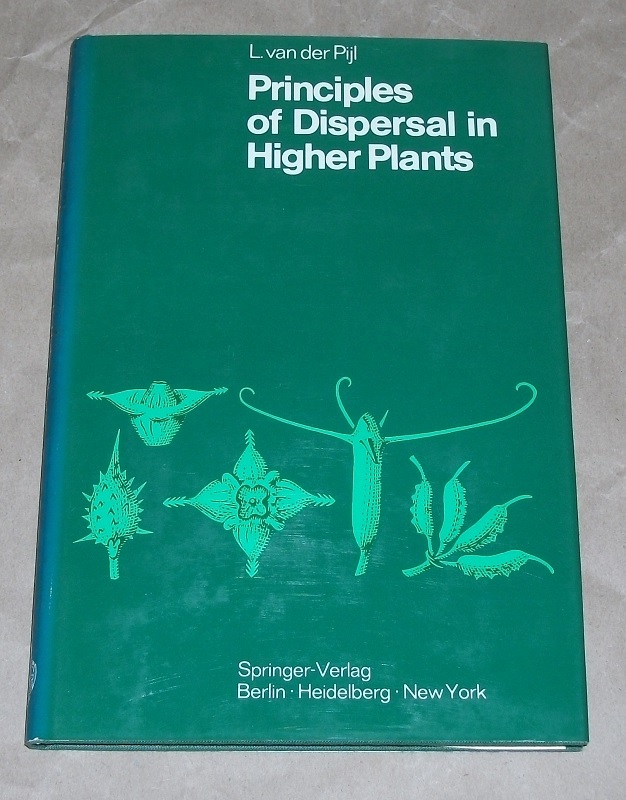 L. van der Pijl
Principles
of Dispersal in
Higher Plants
Springer-Verlag
Berlin · Heidelberg · New York